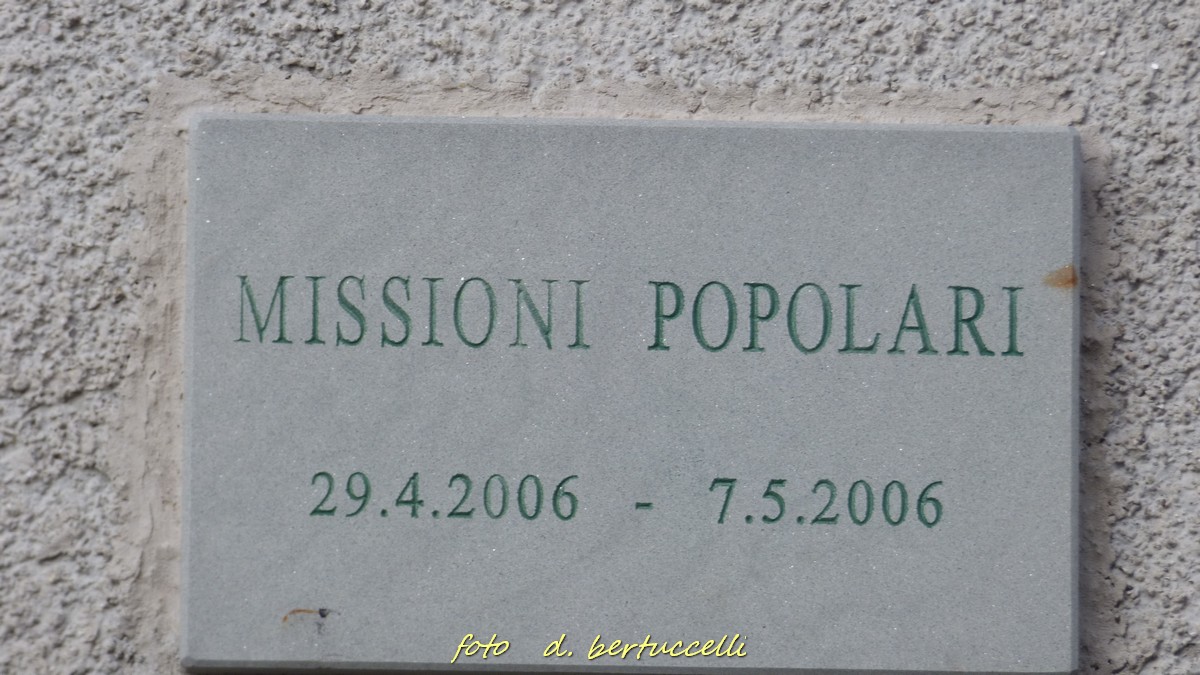 MISSIONI POPOLARI
29.4.2006 - 7.5.2006
foto d. bertuccelli